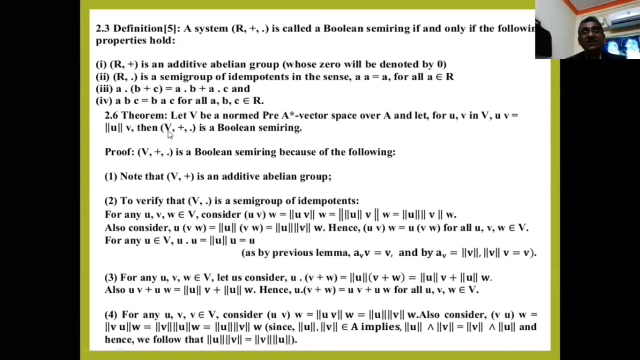 2.3 Definition[5]: A system (R, +, .) is called a Boolean semiring if and only if the following
properties hold:
(i) (R, +) is an additive abelian group (whose zero will be denoted by 0)
(ii) (R, .) is a semigroup of idempotents in the sense, a a = a, for all a ∈ R
(iii) a . (b + c) = a . b + a . c and
(iv) a b c = b a c for all a, b, c ∈ R.
2.6 Theorem: Let V be a normed Pre A*-vector space over A and let, for u, v in V, u v =
‖u‖ v, then (V, +, .) is a Boolean semiring.
Proof: (V, +, .) is a Boolean semiring because of the following:
(1) Note that (V, +) is an additive abelian group;
(2) To verify that (V, .) is a semigroup of idempotents:
For any u, v, w ∈ V, consider (u v) w = ‖u v‖ w = ‖‖u‖ v ‖ w = ‖u‖‖ v ‖ w.
Also consider, u (v w) = ‖u‖ (v w) = ‖u‖‖v‖ w. Hence, (u v) w = u (v w) for all u, v, w ∈ V.
For any u ∈ V, u . u = ‖u‖ u = u
(as by previous lemma, aᵥv = v, and by aᵥ = ‖v‖, ‖v‖ v = v).
(3) For any u, v, w ∈ V, let us consider, u . (v + w) = ‖u‖(v + w) = ‖u‖ v + ‖u‖ w.
Also u v + u w = ‖u‖ v + ‖u‖ w. Hence, u.(v + w) = u v + u w for all u, v, w ∈ V.
(4) For any u, v, v ∈ V, consider (u v) w = ‖u v‖w = ‖u‖‖v‖w.Also consider, (v u) w =
‖v u‖w = ‖v‖‖u‖w = ‖u‖‖v‖ w (since, ‖u‖, ‖v‖ ∈ A implies, ‖u‖ ∧ ‖v‖ = ‖v‖ ∧ ‖u‖ and
hence, we follow that ‖u‖‖v‖ = ‖v‖‖u‖).